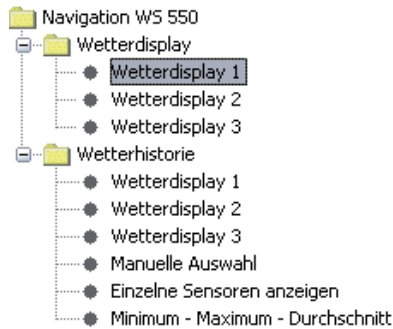 Navigation WS 550
Wetterdisplay
Wetterdisplay 1
Wetterdisplay 2
Wetterdisplay 3
Wetterhistorie
Wetterdisplay 1
Wetterdisplay 2
Wetterdisplay 3
Manuelle Auswahl
Einzelne Sensoren anzeigen
Minimum - Maximum - Durchschnitt